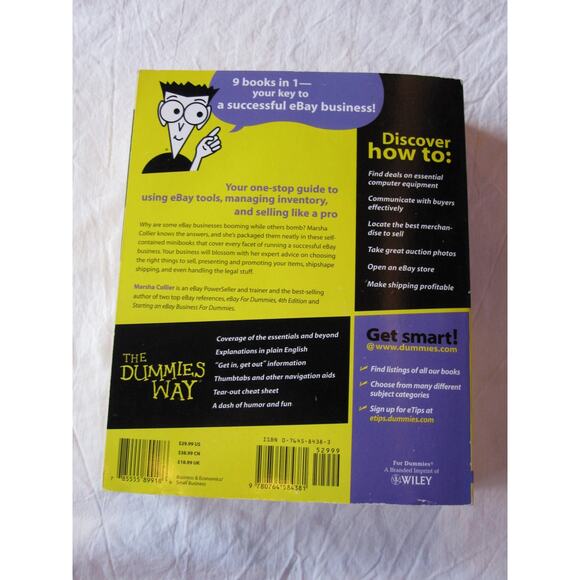 9 books in 1—
your key to
a successful eBay business!
Your one-stop guide to
using eBay tools, managing inventory,
and selling like a pro
Why are some eBay businesses booming while others bomb? Marsha
Collier knows the answers, and she's packaged them neatly in these self-
contained minibooks that cover every facet of running a successful eBay
business. Your business will blossom with her expert advice on choosing
the right things to sell, presenting and promoting your items, shipshape
shipping, and even handling the legal stuff.
Marsha Collier is an eBay PowerSeller and trainer and the best-selling
author of two top eBay references, eBay For Dummies, 4th Edition and
Starting an eBay Business For Dummies.
Discover
how to:
Find deals on essential
computer equipment
Communicate with buyers
effectively
Locate the best merchan-
dise to sell
Take great auction photos
Open an eBay store
Make shipping profitable
THE
DUMMIES
WAY
Coverage of the essentials and beyond
Explanations in plain English
"Get in, get out" information
Thumbtabs and other navigation aids
Tear-out cheat sheet
A dash of humor and fun
Get smart!
@www.dummies.com
Find listings of all our books
Choose from many different
subject categories
Sign up for eTips at
etips.dummies.com
$29.99 US
$38.99 CN
£18.99 UK
Business & Economics/
Small Business
ISBN 0-7645-8438-3
52999
9 780764 584381
For Dummies®
A Branded Imprint of
WILEY